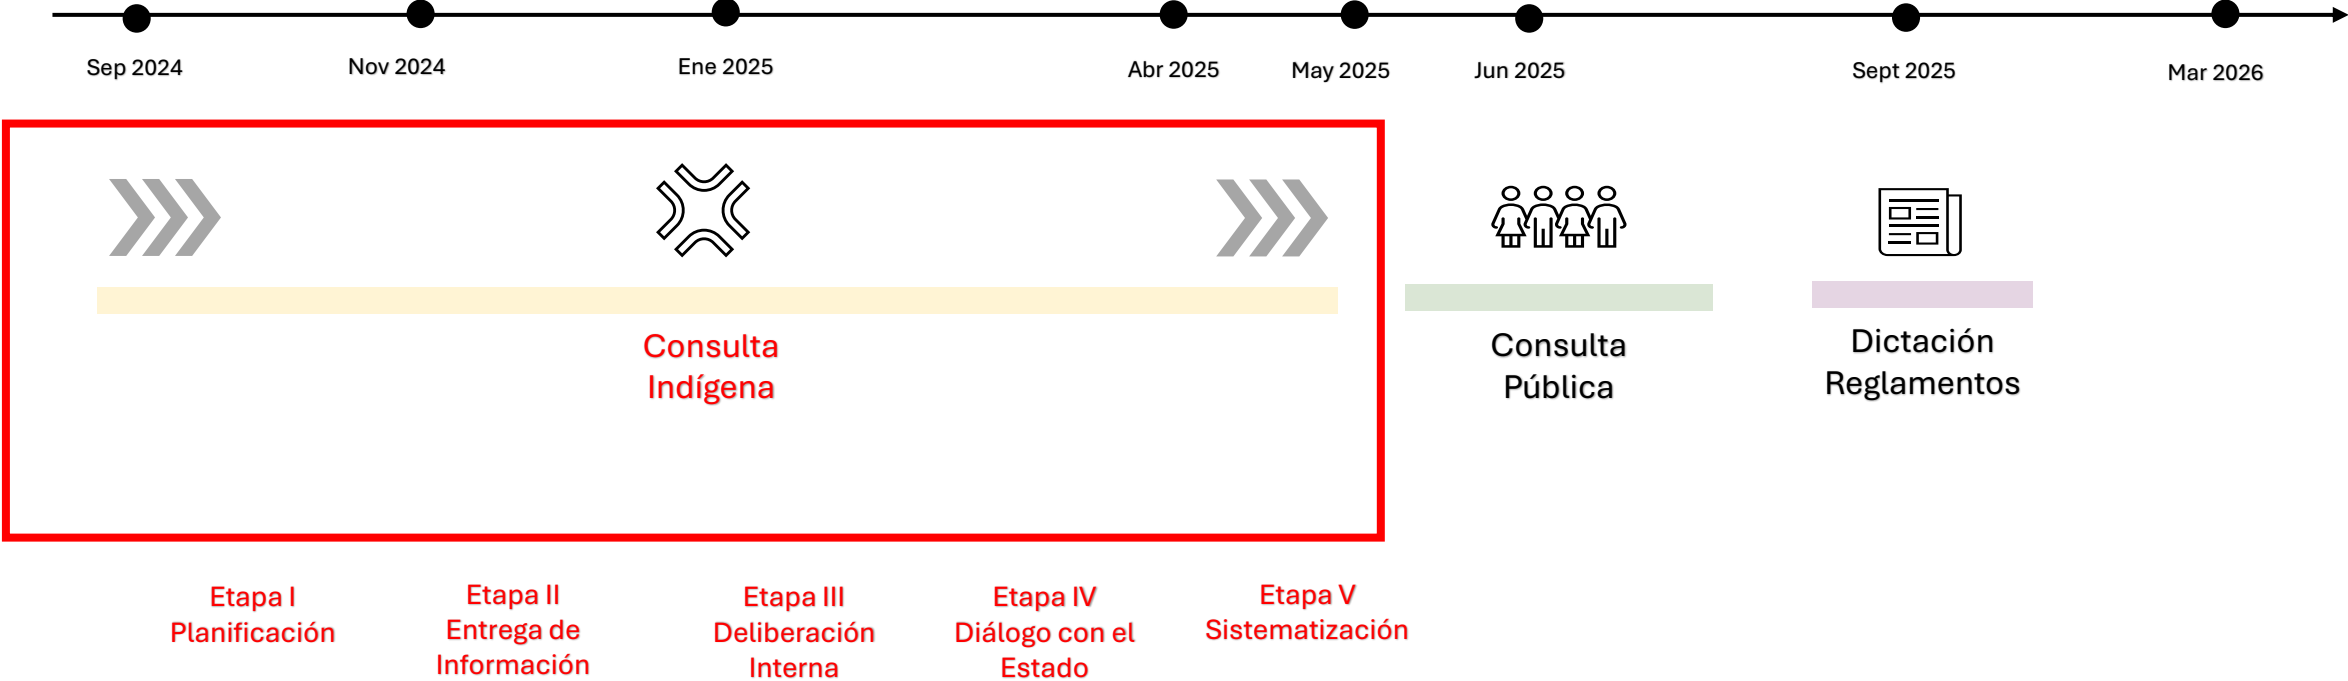 Sep 2024
Nov 2024
Ene 2025
Abr 2025
May 2025
Jun 2025
Sept 2025
Mar 2026
Consulta
Indígena
Consulta
Pública
Dictación
Reglamentos
Etapa I
Planificación
Etapa II
Entrega de
Información
Etapa III
Deliberación
Interna
Etapa IV
Diálogo con el
Estado
Etapa V
Sistematización